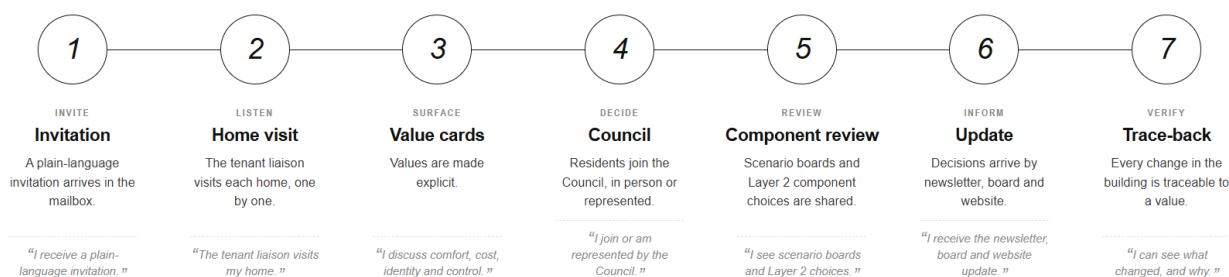 1
2
3
4
5
6
7
INVITE
Invitation
A plain-language
invitation arrives in the
mailbox.
“I receive a plain-
language invitation.”
LISTEN
Home visit
The tenant liaison
visits each home, one
by one.
“The tenant liaison visits
my home.”
SURFACE
Value cards
Values are made
explicit.
“I discuss comfort, cost,
identity and control.”
DECIDE
Council
Residents join the
Council, in person or
represented.
“I join or am
represented by the
Council.”
REVIEW
Component review
Scenario boards and
Layer 2 component
choices are shared.
“I see scenario boards
and Layer 2 choices.”
INFORM
Update
Decisions arrive by
newsletter, board and
website.
“I receive the newsletter,
board and website
update.”
VERIFY
Trace-back
Every change in the
building is traceable to
a value.
“I can see what
changed, and why.”